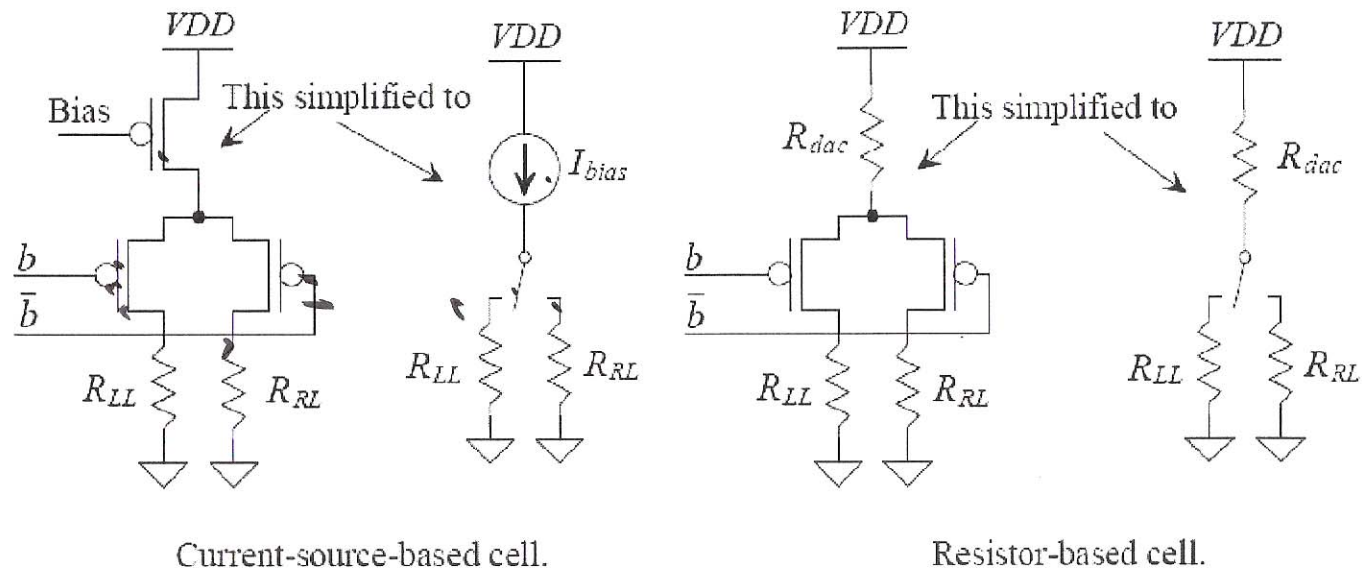 VDD
VDD
Bias
This simplified to
I_bias
b
b̅
R_LL
R_RL
R_LL
R_RL
Current-source-based cell.
VDD
VDD
This simplified to
R_dac
R_dac
b
b̅
R_LL
R_RL
R_LL
R_RL
Resistor-based cell.